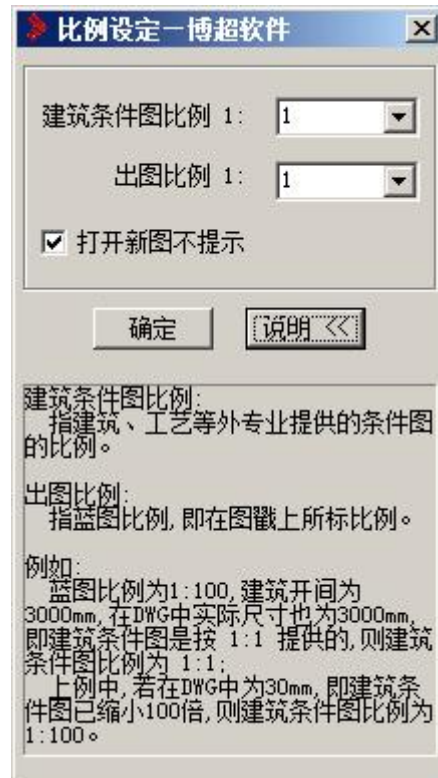 比例设定－博超软件
建筑条件图比例 1: 1
出图比例 1: 1
打开新图不提示
确定 说明 <<
建筑条件图比例:
指建筑、工艺等外专业提供的条件图
的比例。
出图比例:
指蓝图比例,即在图戳上所标比例。
例如:
蓝图比例为1:100,建筑开间为
3000mm,在DWG中实际尺寸也为3000mm,
即建筑条件图是按 1:1 提供的,则建筑
条件图比例为 1:1;
上例中,若在DWG中为30mm,即建筑条
件图已缩小100倍,则建筑条件图比例为
1:100。